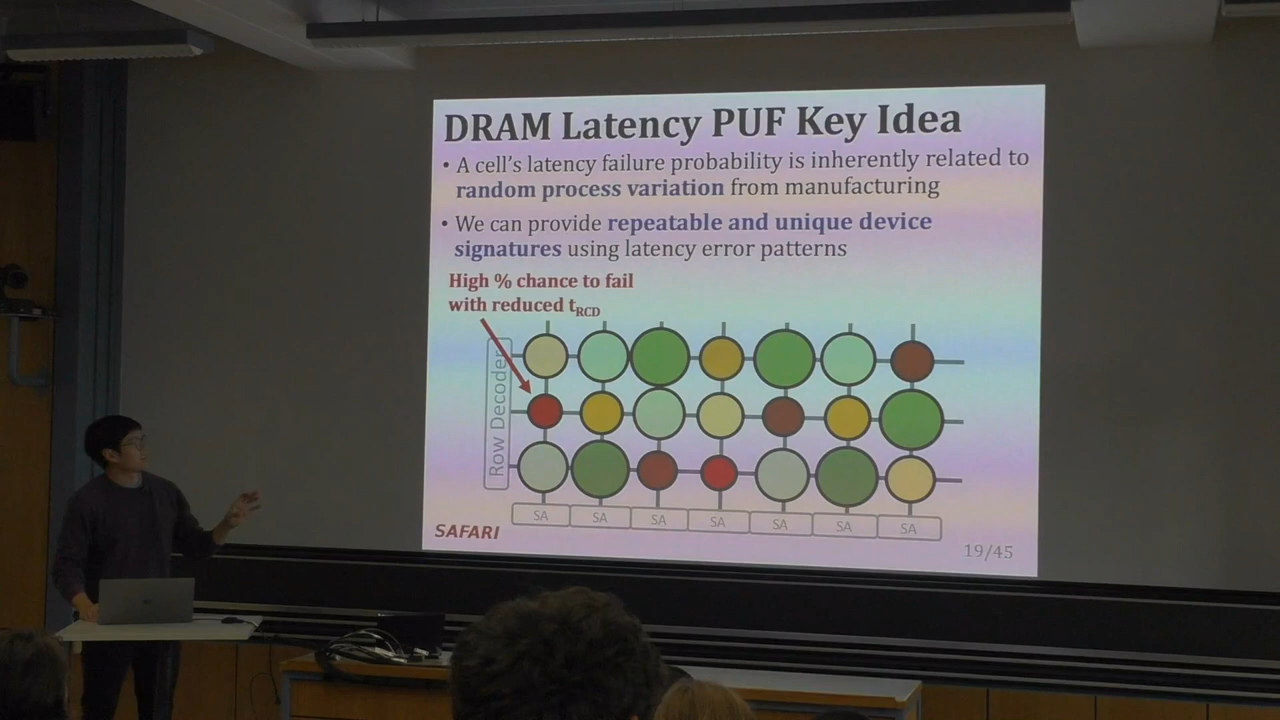 DRAM Latency PUF Key Idea
• A cell's latency failure probability is inherently related to
random process variation from manufacturing
• We can provide repeatable and unique device
signatures using latency error patterns
High % chance to fail
with reduced tRCD
Row Decoder
SA SA SA SA SA SA SA
SAFARI
19/45